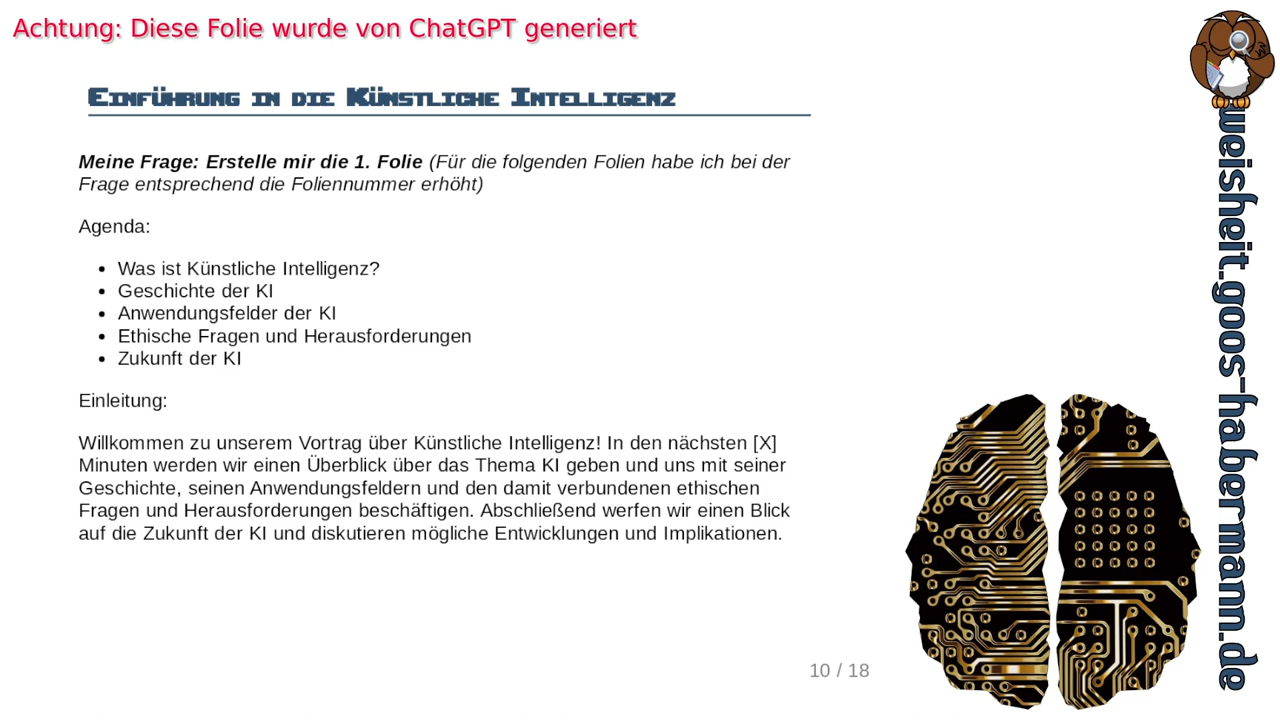 Achtung: Diese Folie wurde von ChatGPT generiert
Einführung in die Künstliche Intelligenz
Meine Frage: Erstelle mir die 1. Folie (Für die folgenden Folien habe ich bei der
Frage entsprechend die Foliennummer erhöht)
Agenda:
• Was ist Künstliche Intelligenz?
• Geschichte der KI
• Anwendungsfelder der KI
• Ethische Fragen und Herausforderungen
• Zukunft der KI
Einleitung:
Willkommen zu unserem Vortrag über Künstliche Intelligenz! In den nächsten [X]
Minuten werden wir einen Überblick über das Thema KI geben und uns mit seiner
Geschichte, seinen Anwendungsfeldern und den damit verbundenen ethischen
Fragen und Herausforderungen beschäftigen. Abschließend werfen wir einen Blick
auf die Zukunft der KI und diskutieren mögliche Entwicklungen und Implikationen.
10 / 18
weisheit.goos-habermann.de